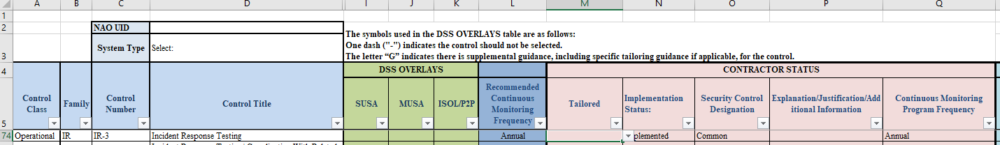 A B C D I J K L M N O P Q
1
2 NAO UID
The symbols used in the DSS OVERLAYS table are as follows:
System Type Select:
One dash ("-") indicates the control should not be selected.
3 The letter “G” indicates there is supplemental guidance, including specific tailoring guidance if applicable, for the control.
4 DSS OVERLAYS CONTRACTOR STATUS
5 Control Class Family Control Number Control Title SUSA MUSA ISOL/P2P Recommended Continuous Monitoring Frequency Tailored Implementation Status: Security Control Designation Explanation/Justification/Additional Information Continuous Monitoring Program Frequency
74 Operational IR IR-3 Incident Response Testing Annual plemented Common Annual